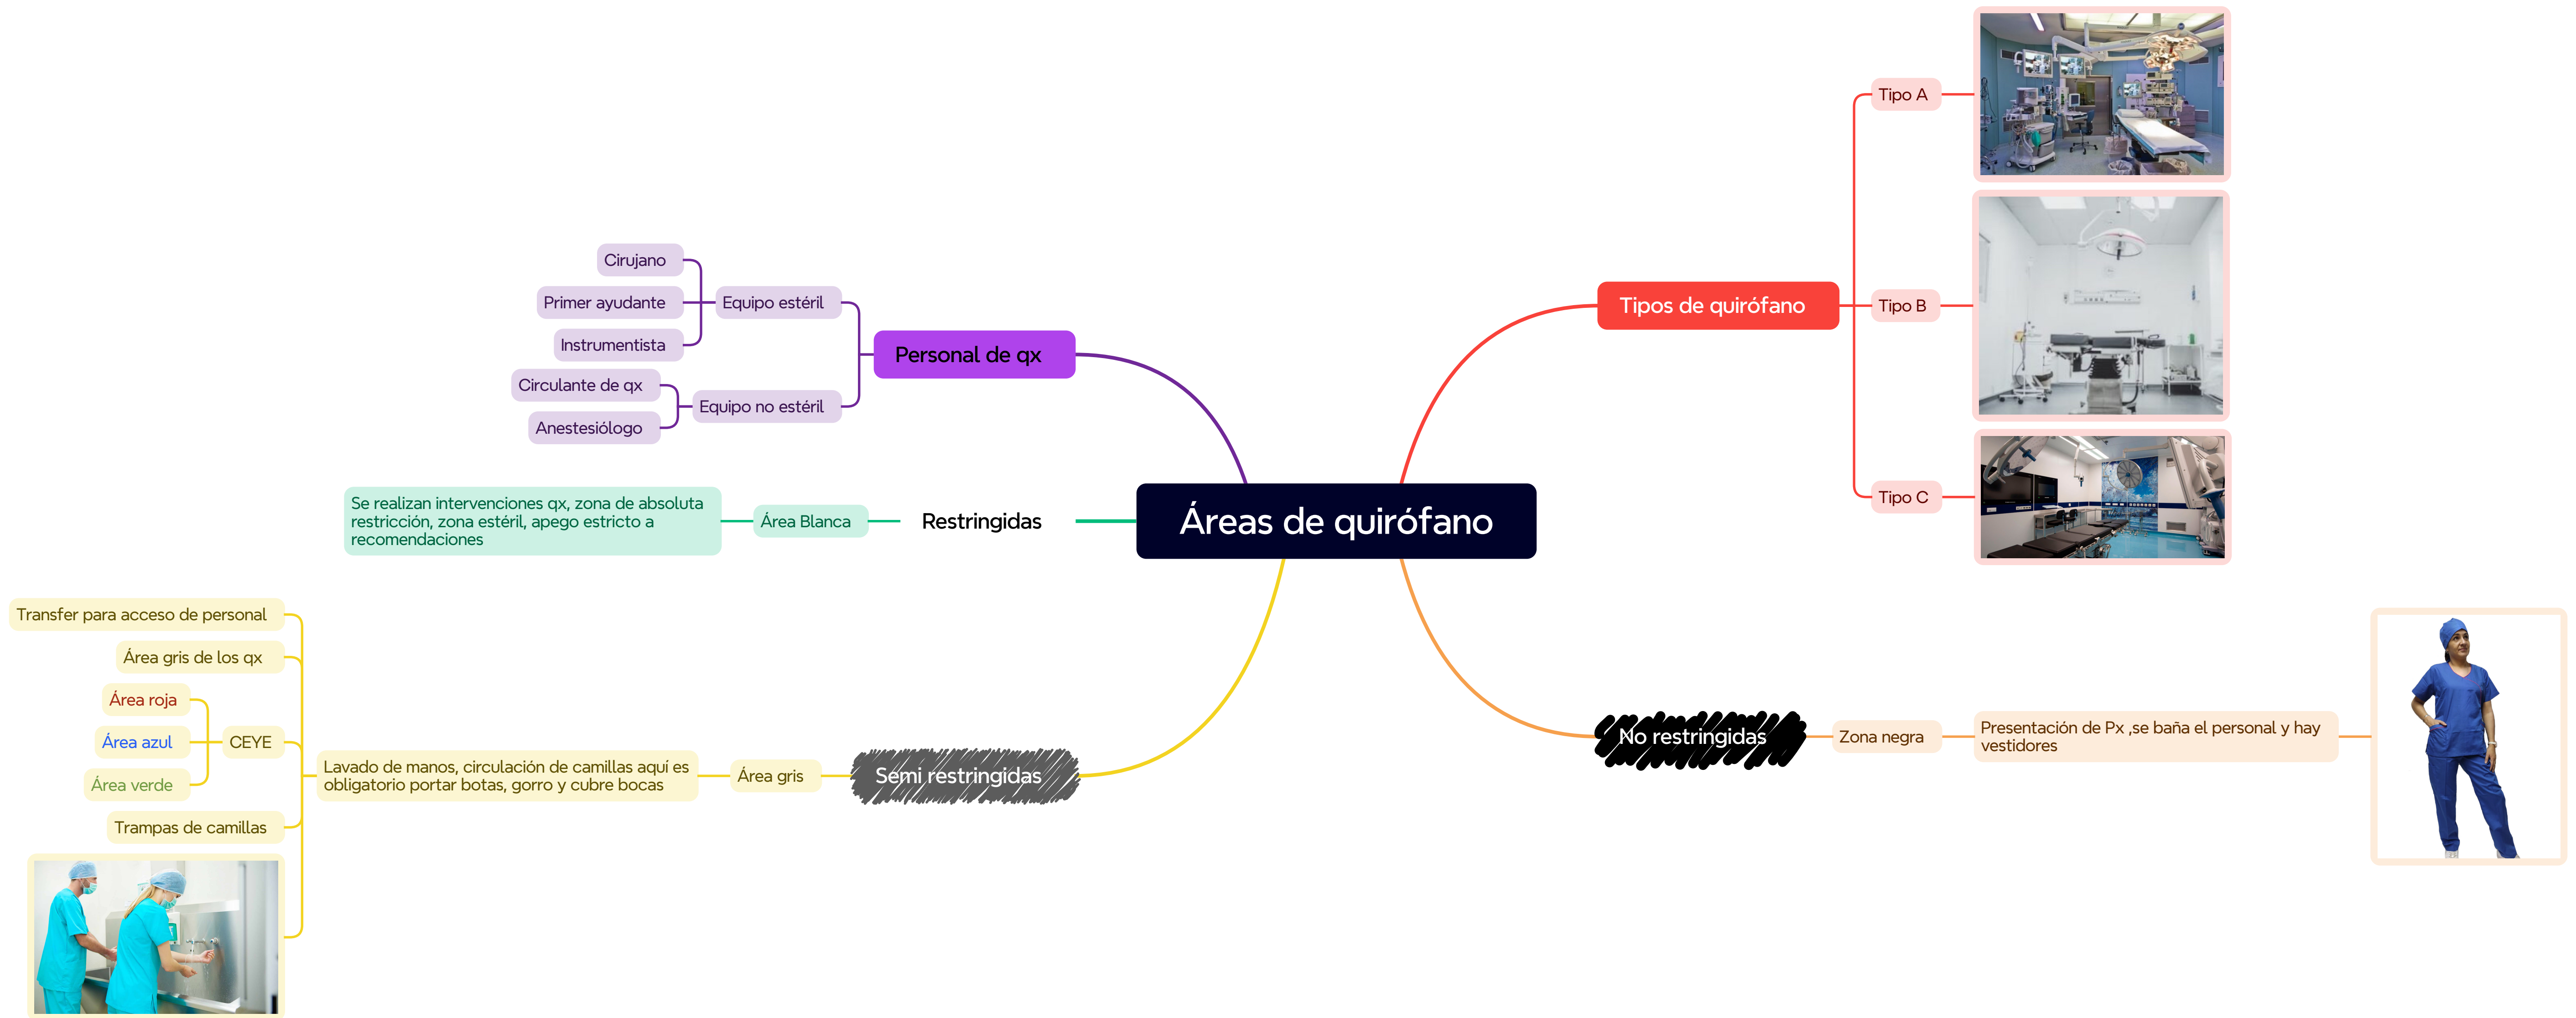 Áreas de quirófano
Tipos de quirófano
Tipo A
Tipo B
Tipo C
No restringidas
Zona negra
Presentación de Px ,se baña el personal y hay
vestidores
Personal de qx
Equipo estéril
Cirujano
Primer ayudante
Instrumentista
Equipo no estéril
Circulante de qx
Anestesiólogo
Restringidas
Área Blanca
Se realizan intervenciones qx, zona de absoluta
restricción, zona estéril, apego estricto a
recomendaciones
Semi restringidas
Área gris
Lavado de manos, circulación de camillas aquí es
obligatorio portar botas, gorro y cubre bocas
Transfer para acceso de personal
Área gris de los qx
CEYE
Área roja
Área azul
Área verde
Trampas de camillas